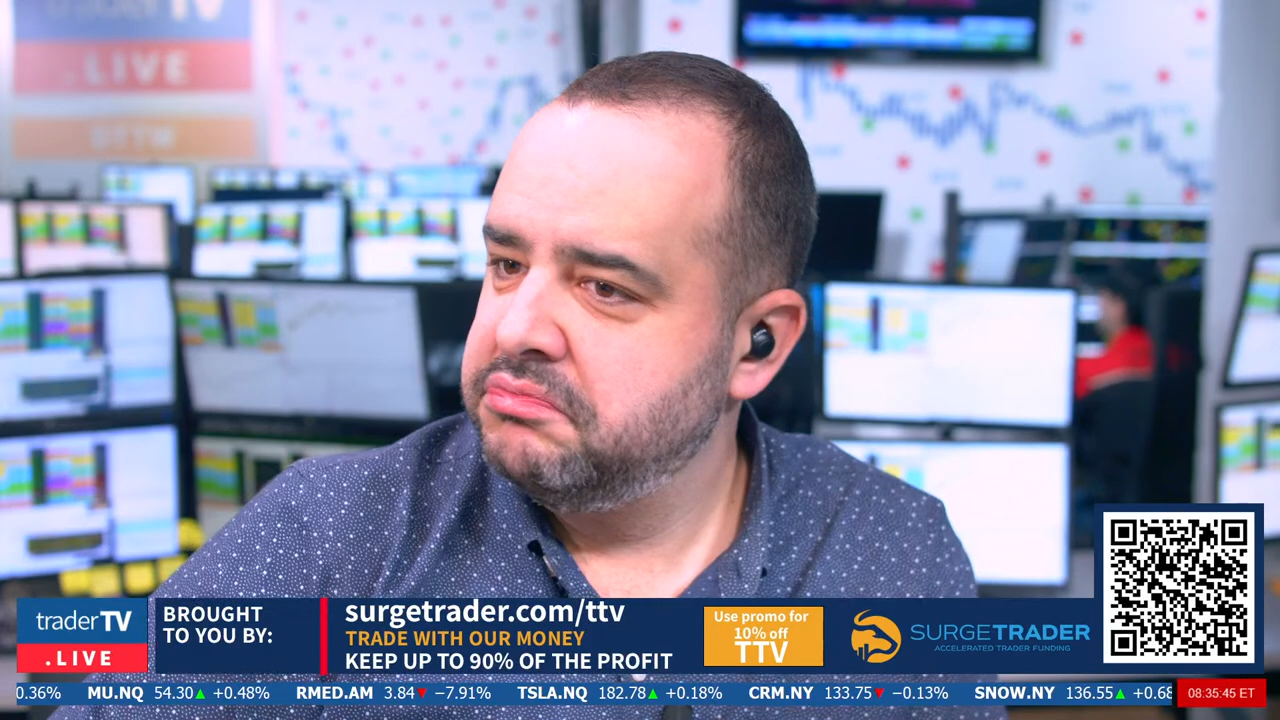 TV
.LIVE
traderTV
.LIVE
BROUGHT
TO YOU BY:
surgetrader.com/ttv
TRADE WITH OUR MONEY
KEEP UP TO 90% OF THE PROFIT
Use promo for
10% off
TTV
SURGETRADER
ACCELERATED TRADER FUNDING
0.36% MU.NQ 54.30▲ +0.48% RMED.AM 3.84▼ −7.91% TSLA.NQ 182.78▲ +0.18% CRM.NY 133.75▼ −0.13% SNOW.NY 136.55▲ +0.68
08:35:45 ET